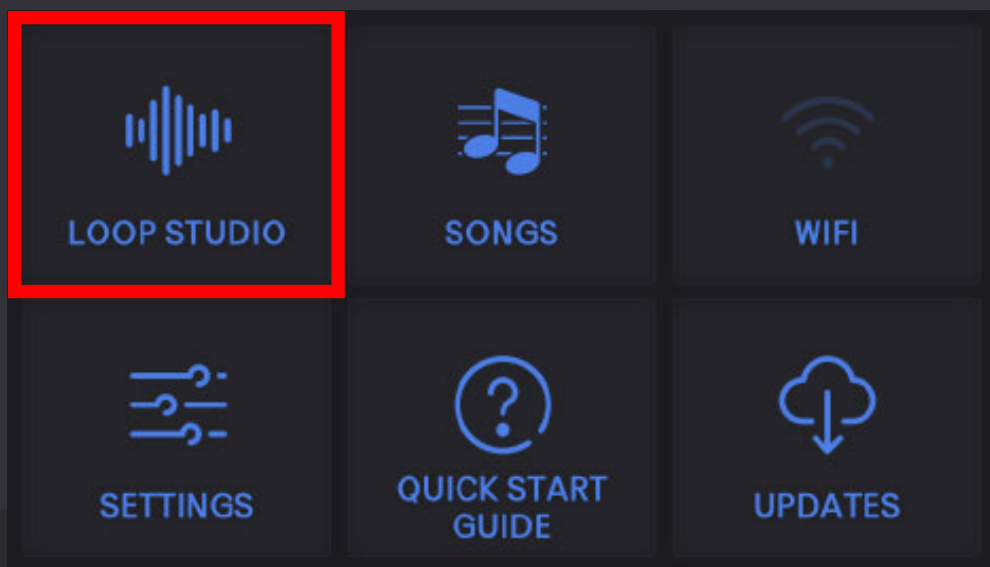 LOOP STUDIO
SONGS
WIFI
SETTINGS
QUICK START
GUIDE
UPDATES